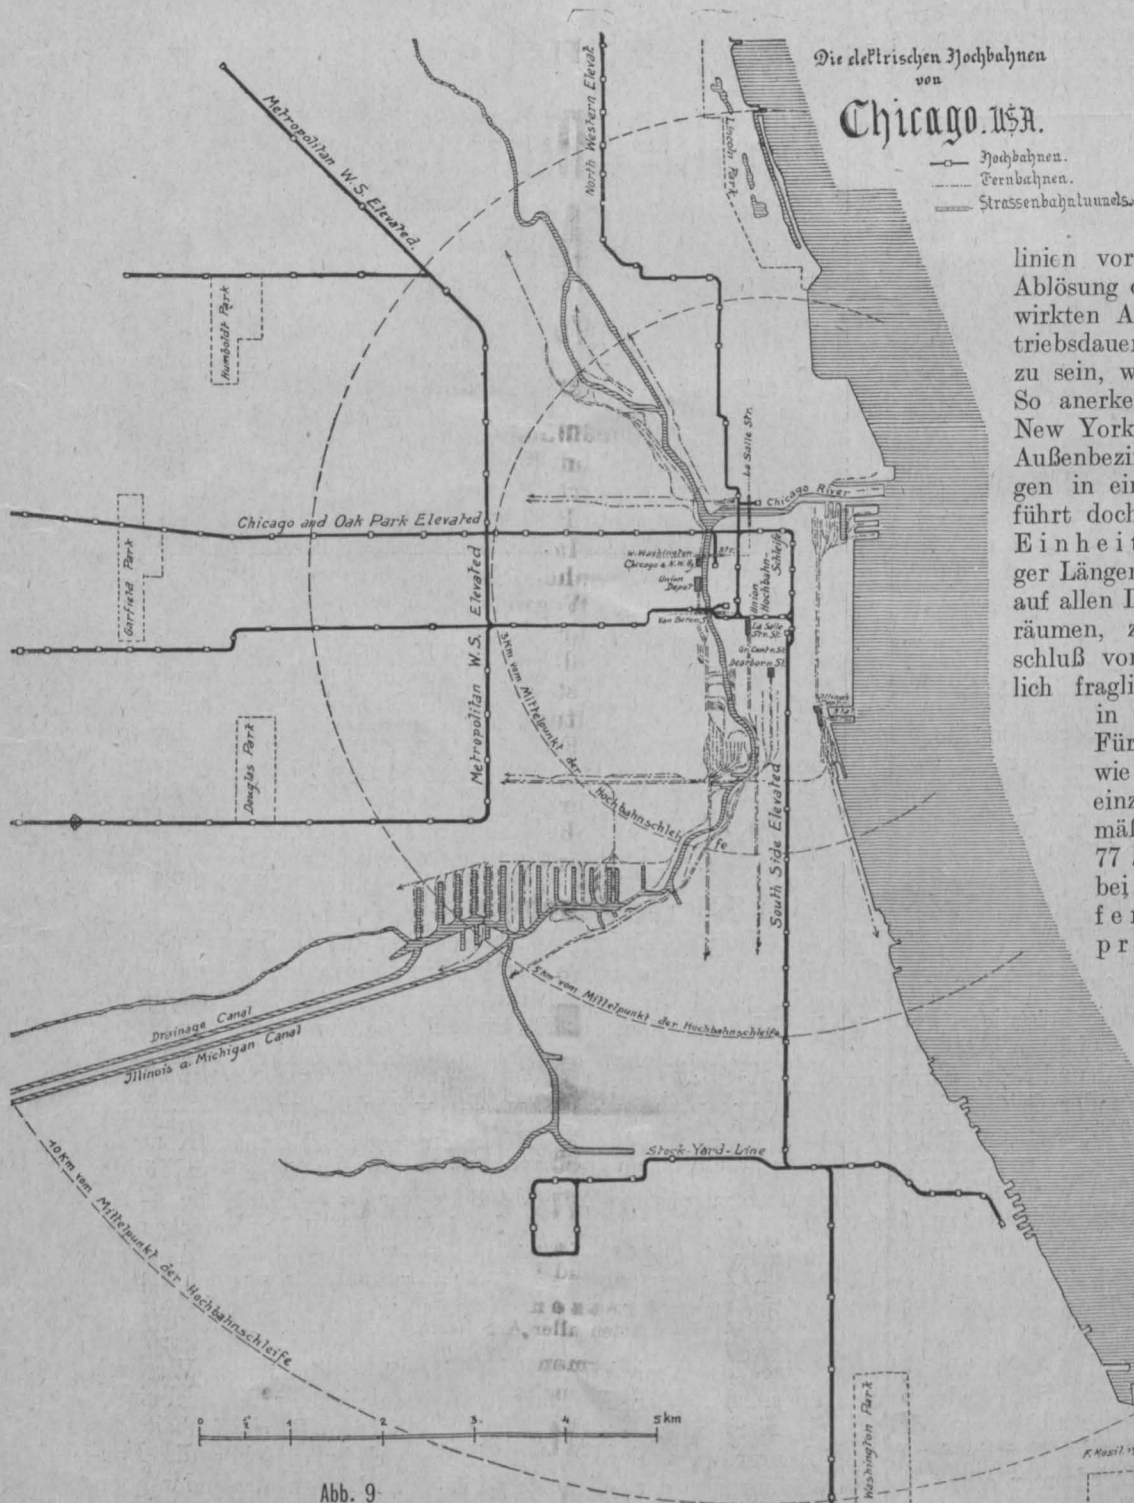 Die elektrischen Hochbahnen
von
Chicago. USA.
Hochbahnen.
Fernbahnen.
Strassenbahntunnels.
North Western Elevat.
Lincoln Park
Metropolitan W. S. Elevated.
Humboldt Park
La Salle Str.
Chicago River
Chicago and Oak Park Elevated
Garfield Park
W. Washington Str.
Chicago a. N. W. Ry
Union
Depot
Union
Hochbahn-
Schleife
Van Buren
La Salle
Str. St.
Gr. Centr. St.
Dearborn St.
Metropolitan W. S. Elevated
Douglas Park
3 km vom Mittelpunkt der Hochbahnschleife
South Side Elevated
5 km vom Mittelpunkt der Hochbahnschleife
Drainage Canal
Illinois a. Michigan Canal
Stock-Yard-Line
10 km vom Mittelpunkt der Hochbahnschleife
Washington Park
0 ½ 1 2 3 4 5 km
Abb. 9
linien vor
Ablösung
wirkten A
triebsdauer
zu sein, w
So anerke
New York
Außenbezi
gen in ein
führt doch
Einheit
ger Länger
auf allen
räumen, z
schluß vor
lich fragli
in
Für
wie
einz
mäß
77
bei
fer
pr